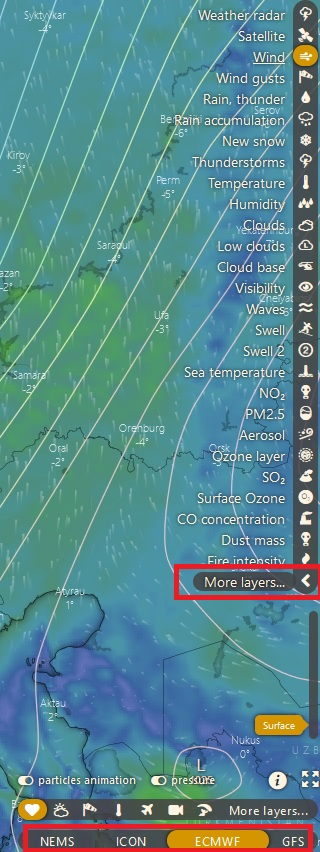 Syktyvkar
-4°
Weather radar
Satellite
Wind
Wind gusts
Rain, thunder
Rain accumulation
-6°
Serov
New snow
Kirov
-3°
Thunderstorms
Perm
-5°
Temperature
Humidity
Clouds
Sarapul
-4°
Low clouds
Cloud base
-2°
Visibility
Waves
Ufa
-3°
Swell
Swell 2
Samara
-2°
Sea temperature
NO₂
PM2.5
Orenburg
-4°
Aerosol
Oral
-2°
Orsk
Ozone layer
SO₂
Surface Ozone
CO concentration
Dust mass
Fire intensity
More layers...
Atyrau
1°
Aktau
2°
Surface
Nukus
0°
UZB
L
particles animation
pressure
More layers...
NEMS ICON ECMWF GFS